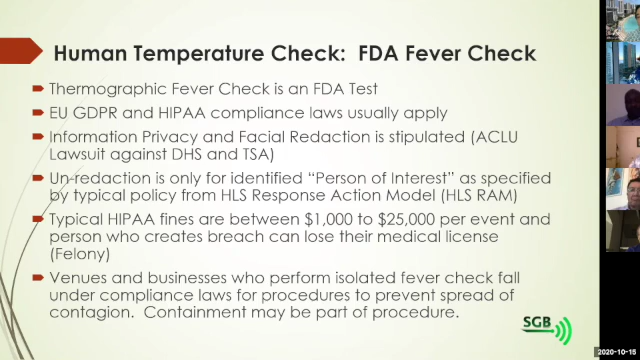 Human Temperature Check: FDA Fever Check
Thermographic Fever Check is an FDA Test
EU GDPR and HIPAA compliance laws usually apply
Information Privacy and Facial Redaction is stipulated (ACLU
Lawsuit against DHS and TSA)
Un-redaction is only for identified “Person of Interest” as specified
by typical policy from HLS Response Action Model (HLS RAM)
Typical HIPAA fines are between $1,000 to $25,000 per event and
person who creates breach can lose their medical license
(Felony)
Venues and businesses who perform isolated fever check fall
under compliance laws for procedures to prevent spread of
contagion. Containment may be part of procedure.
SGB
2020-10-15